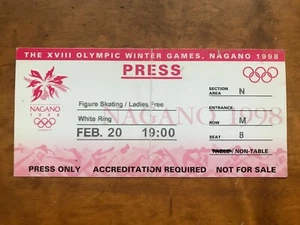 THE XVIII OLYMPIC WINTER GAMES, NAGANO 1998
PRESS
SECTION
AREA N
NAGANO
1998
Figure Skating / Ladies Free
ENTRANCE
White Ring
ROW M
NAGANO 1998
FEB. 20 19:00
SEAT 8
TABLE / NON-TABLE
PRESS ONLY ACCREDITATION REQUIRED NOT FOR SALE